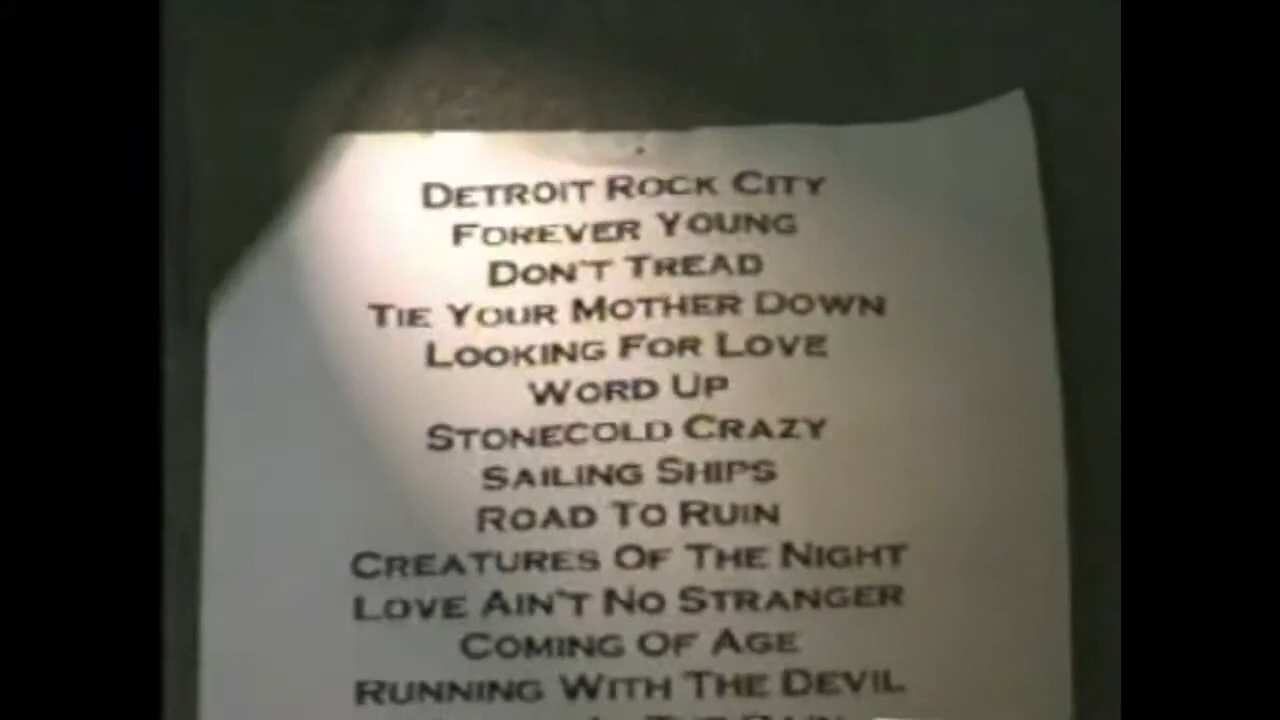 DETROIT ROCK CITY
FOREVER YOUNG
DON'T TREAD
TIE YOUR MOTHER DOWN
LOOKING FOR LOVE
WORD UP
STONECOLD CRAZY
SAILING SHIPS
ROAD TO RUIN
CREATURES OF THE NIGHT
LOVE AIN'T NO STRANGER
COMING OF AGE
RUNNING WITH THE DEVIL
THE RAIN